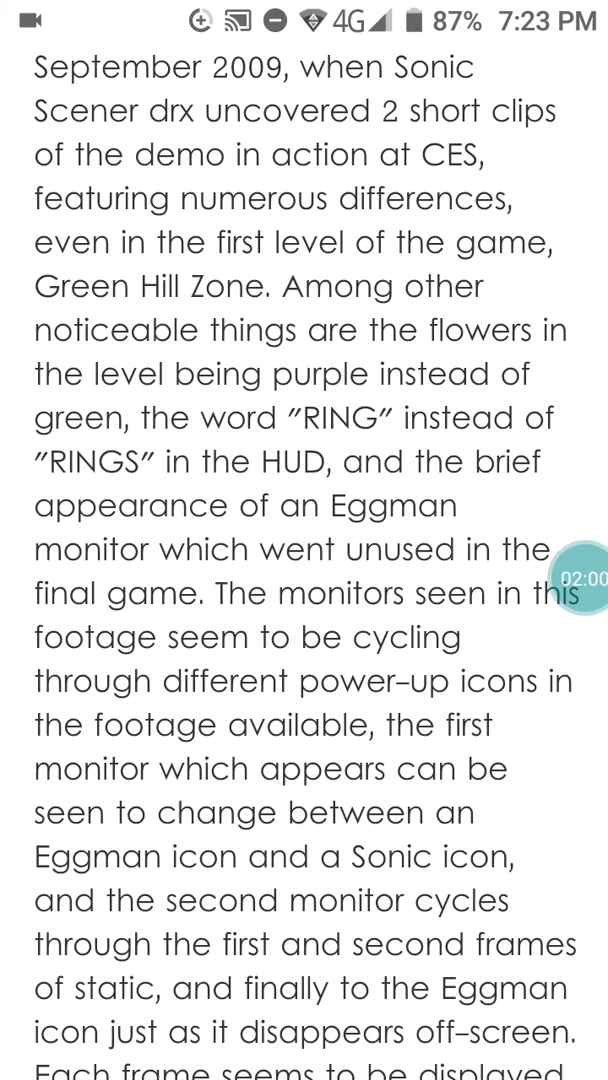 4G 87% 7:23 PM
September 2009, when Sonic
Scener drx uncovered 2 short clips
of the demo in action at CES,
featuring numerous differences,
even in the first level of the game,
Green Hill Zone. Among other
noticeable things are the flowers in
the level being purple instead of
green, the word "RING" instead of
"RINGS" in the HUD, and the brief
appearance of an Eggman
monitor which went unused in the
final game. The monitors seen in this
02:00
footage seem to be cycling
through different power-up icons in
the footage available, the first
monitor which appears can be
seen to change between an
Eggman icon and a Sonic icon,
and the second monitor cycles
through the first and second frames
of static, and finally to the Eggman
icon just as it disappears off-screen.
Each frame seems to be displayed